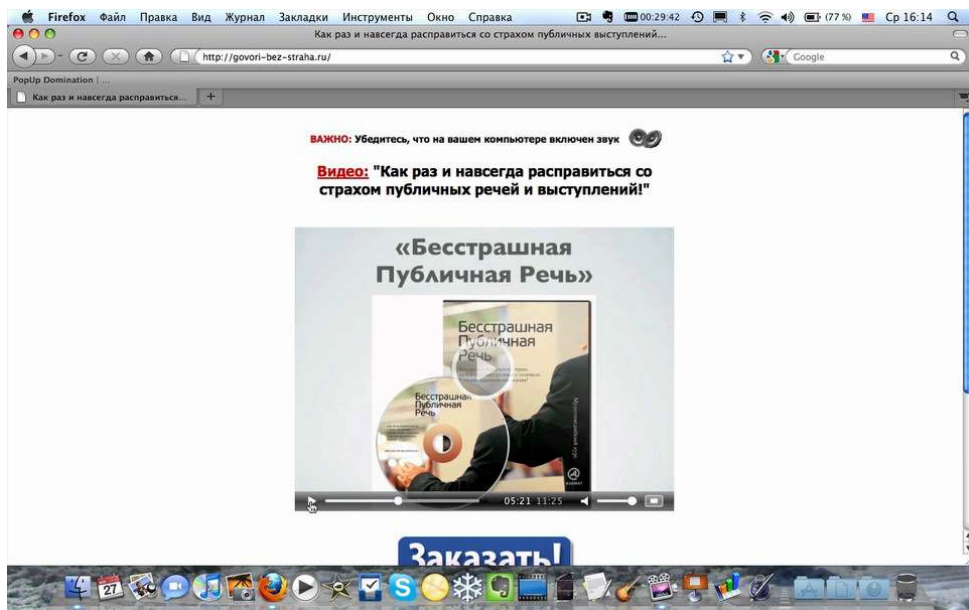 Firefox Файл Правка Вид Журнал Закладки Инструменты Окно Справка 00:29:42 (77 %) Ср 16:14
Как раз и навсегда расправиться со страхом публичных выступлений...
http://govori-bez-straha.ru/
Google
PopUp Domination | ...
Как раз и навсегда расправиться...
ВАЖНО: Убедитесь, что на вашем компьютере включен звук
Видео: "Как раз и навсегда расправиться со
страхом публичных речей и выступлений!"
«Бесстрашная
Публичная Речь»
Бесстрашная
Публичная
Речь
Бесстрашная
Публичная
Речь
05:21 11:25
Заказать!
27